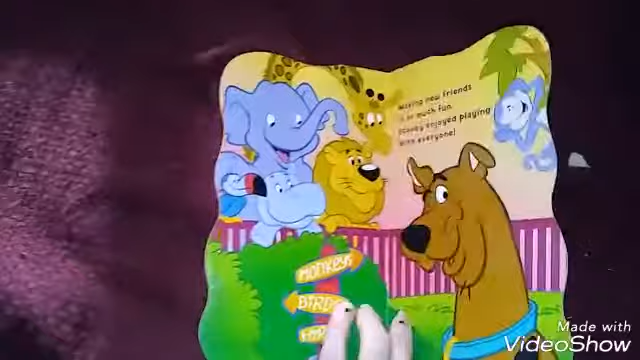 Making new friends
is so much fun.
Scooby enjoyed playing
with everyone!
MONKEYS
BIRDS
Made with
VideoShow